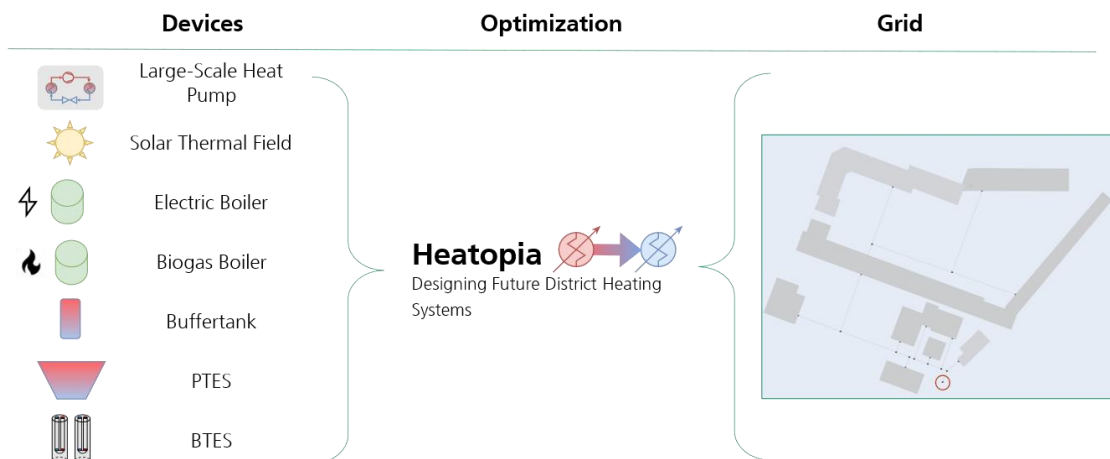 Devices
Optimization
Grid
Large-Scale Heat
Pump
Solar Thermal Field
Electric Boiler
Biogas Boiler
Buffertank
PTES
BTES
Heatopia
Designing Future District Heating
Systems